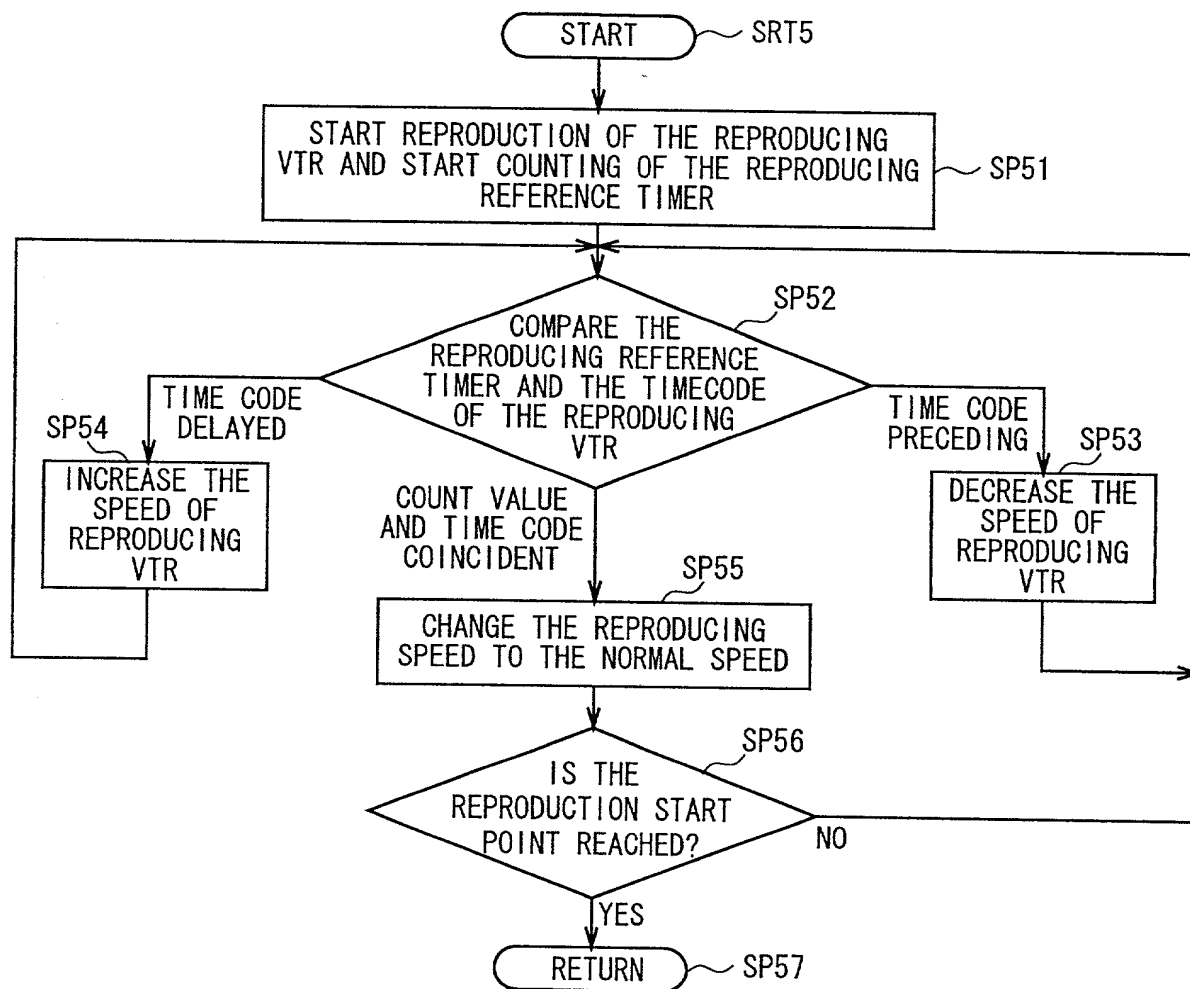 START
SRT5
START REPRODUCTION OF THE REPRODUCING
VTR AND START COUNTING OF THE REPRODUCING
REFERENCE TIMER
SP51
SP52
COMPARE THE
REPRODUCING REFERENCE
TIMER AND THE TIMECODE
OF THE REPRODUCING
VTR
TIME CODE
DELAYED
SP54
INCREASE THE
SPEED OF
REPRODUCING
VTR
TIME CODE
PRECEDING
SP53
DECREASE THE
SPEED OF
REPRODUCING
VTR
COUNT VALUE
AND TIME CODE
COINCIDENT
SP55
CHANGE THE REPRODUCING
SPEED TO THE NORMAL SPEED
SP56
IS THE
REPRODUCTION START
POINT REACHED?
NO
YES
RETURN
SP57